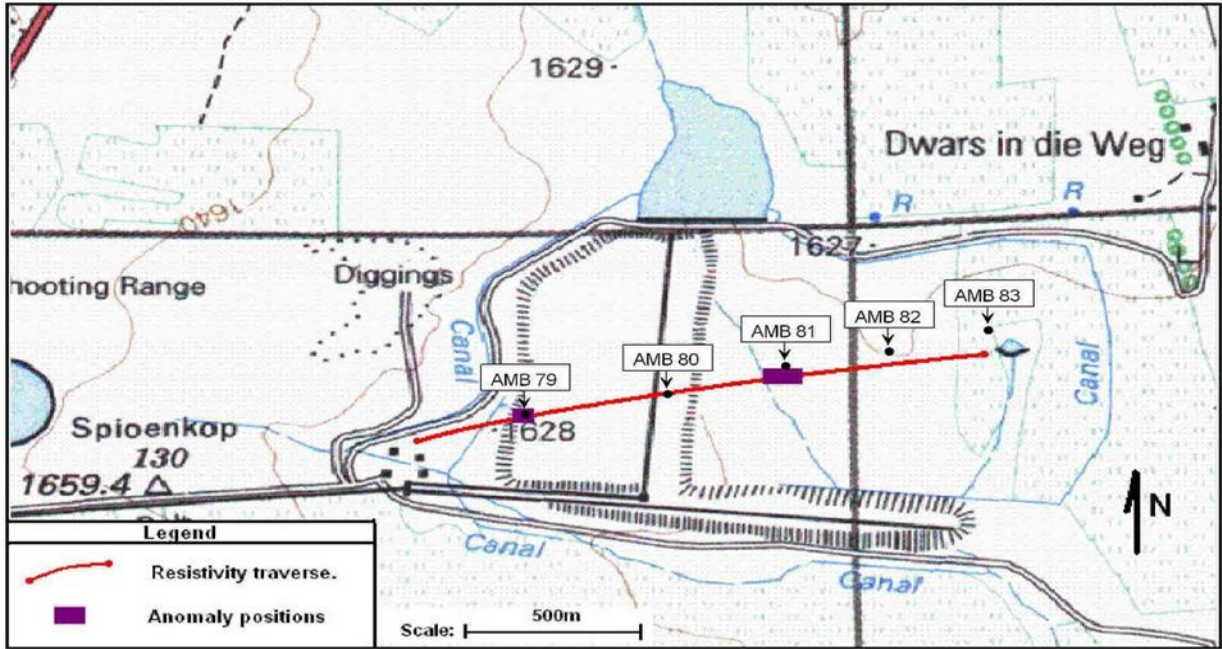 1629
Dwars in die Weg
R
R
1640
1627
Diggings
hooting Range
Canal
AMB 83
AMB 82
AMB 81
AMB 80
AMB 79
Canal
628
Spioenkop
130
1659.4
Canal
Canal
N
Legend
Resistivity traverse.
Anomaly positions
Scale:
500m